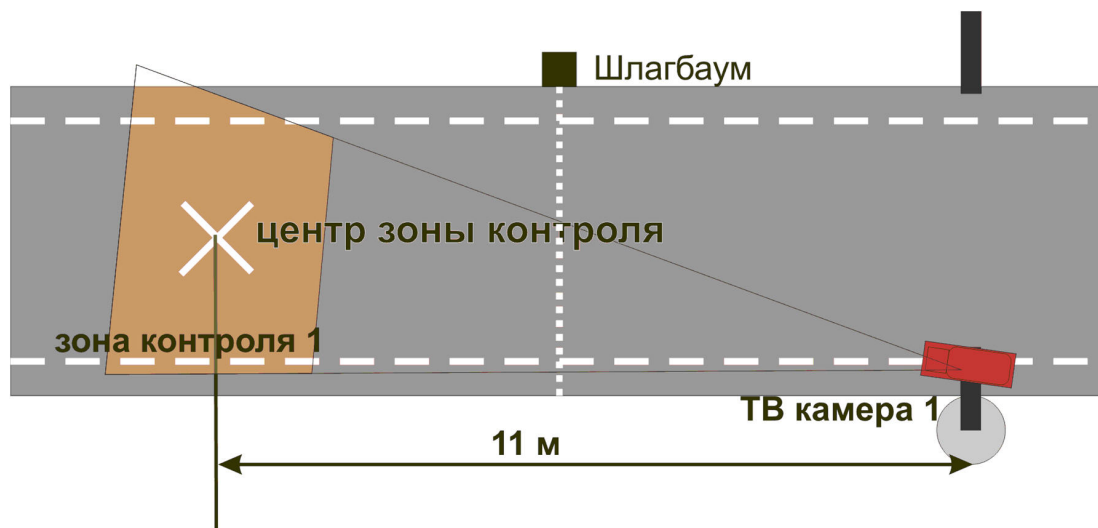 Шлагбаум
центр зоны контроля
зона контроля 1
ТВ камера 1
11 м